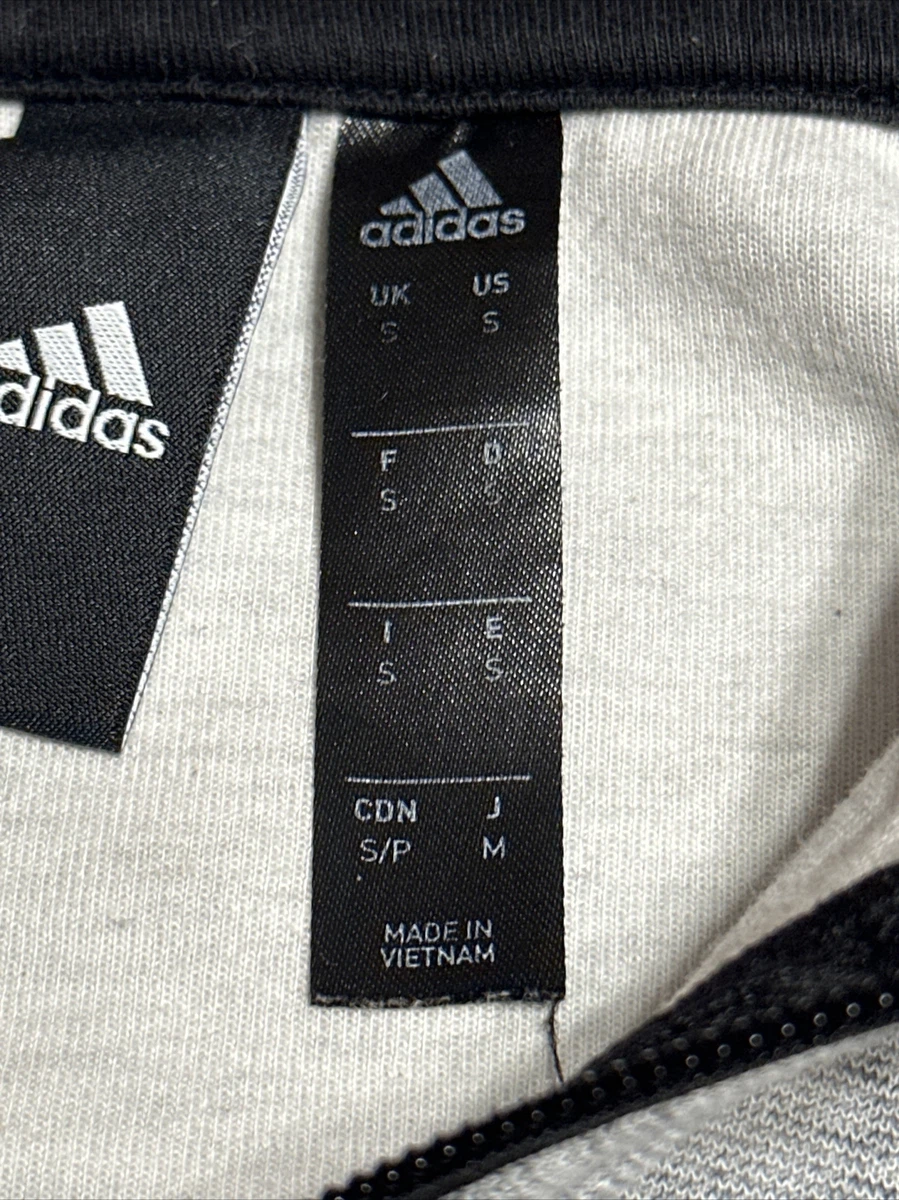 adidas
adidas
UK US
S S
F D
S S
I E
S S
CDN J
S/P M
MADE IN
VIETNAM